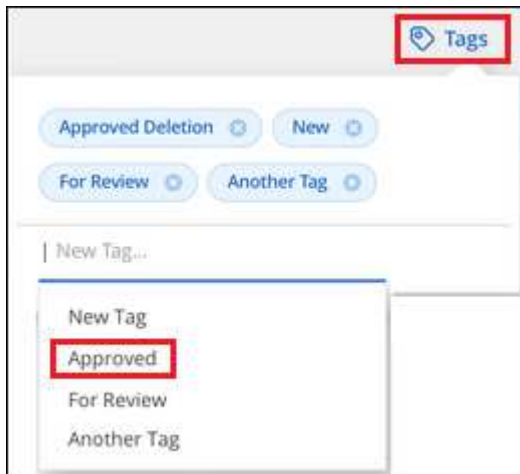 Tags
Approved Deletion New
For Review Another Tag
New Tag...
New Tag
Approved
For Review
Another Tag